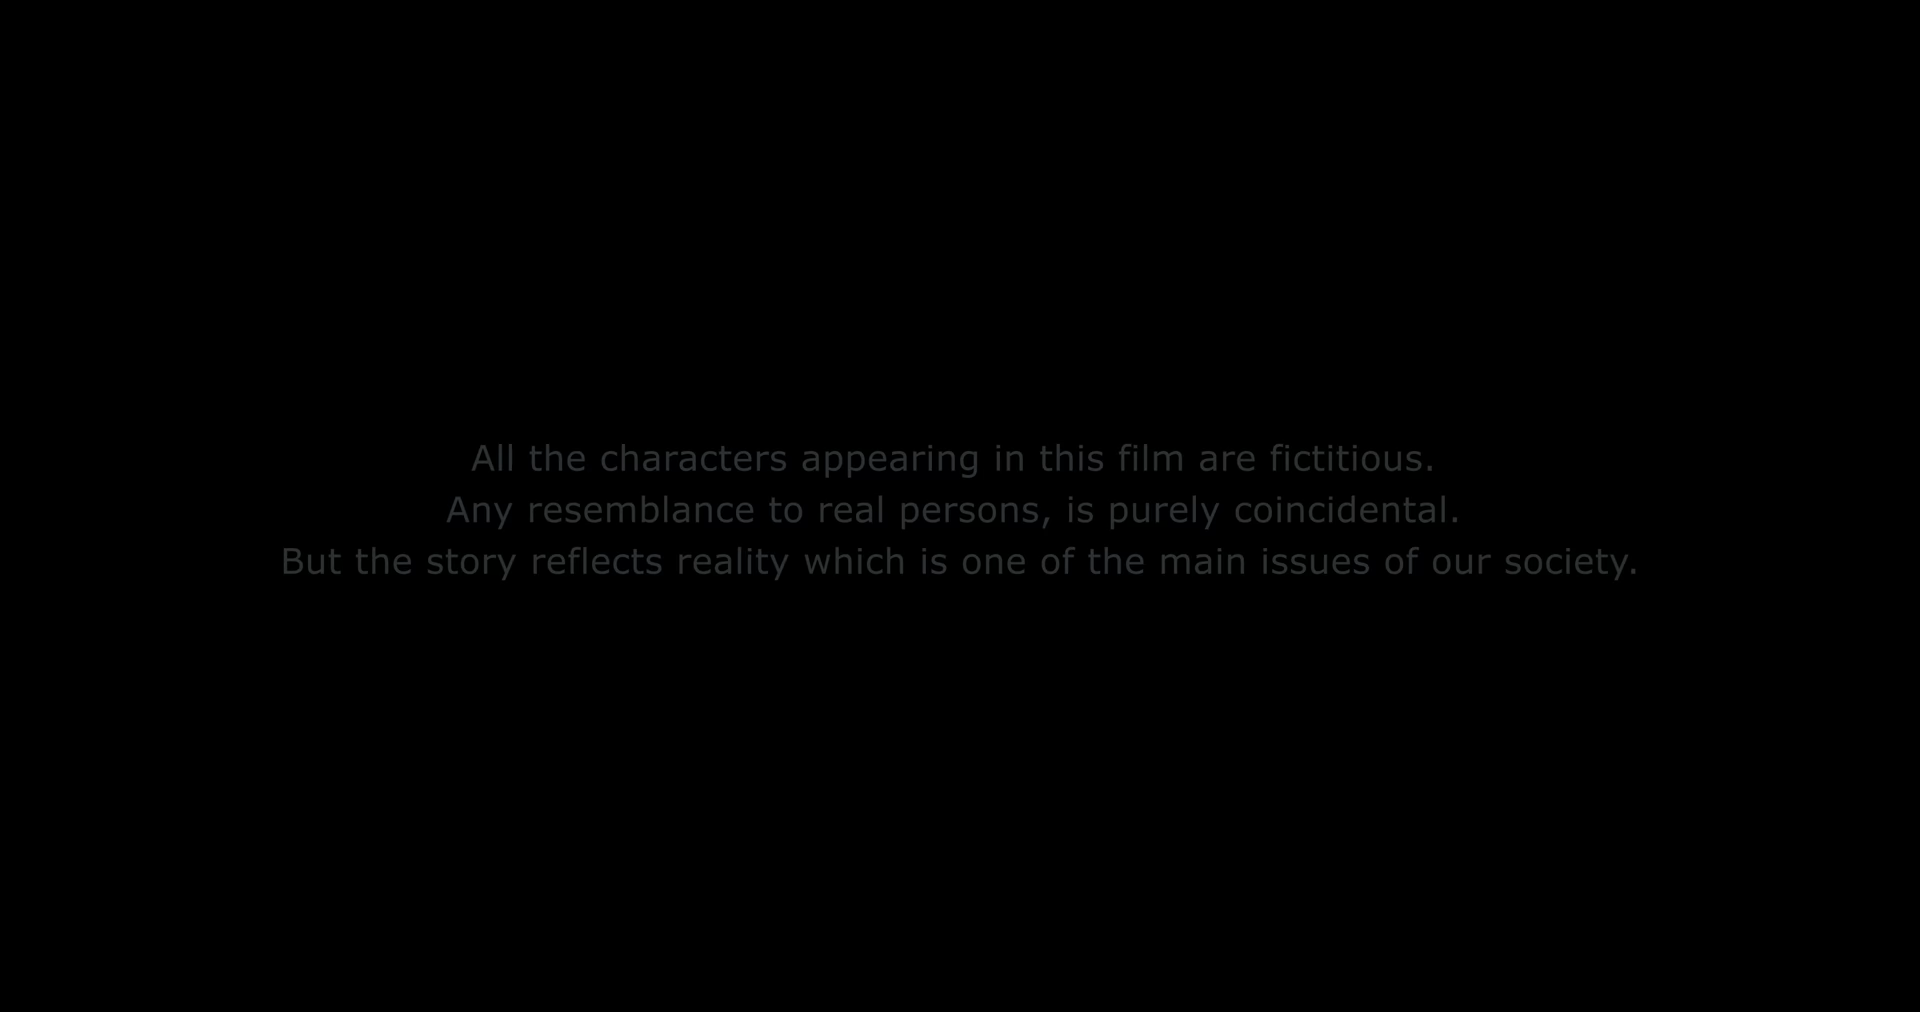 All the characters appearing in this film are fictitious.
Any resemblance to real persons, is purely coincidental.
But the story reflects reality which is one of the main issues of our society.